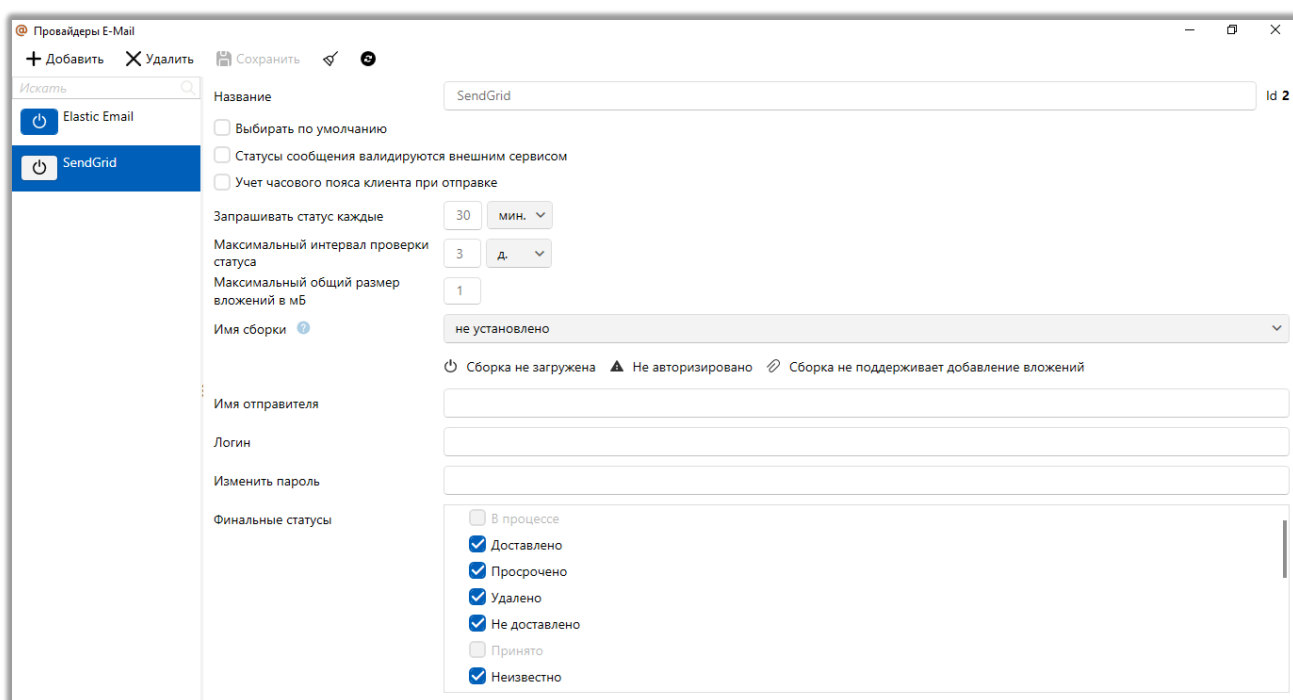 Провайдеры E-Mail
Добавить Удалить Сохранить
Искать
Elastic Email
SendGrid
Название SendGrid Id 2
Выбирать по умолчанию
Статусы сообщения валидируются внешним сервисом
Учет часового пояса клиента при отправке
Запрашивать статус каждые 30 мин.
Максимальный интервал проверки
статуса 3 д.
Максимальный общий размер
вложений в мБ 1
Имя сборки ? не установлено
Сборка не загружена Не авторизировано Сборка не поддерживает добавление вложений
Имя отправителя
Логин
Изменить пароль
Финальные статусы В процессе
Доставлено
Просрочено
Удалено
Не доставлено
Принято
Неизвестно